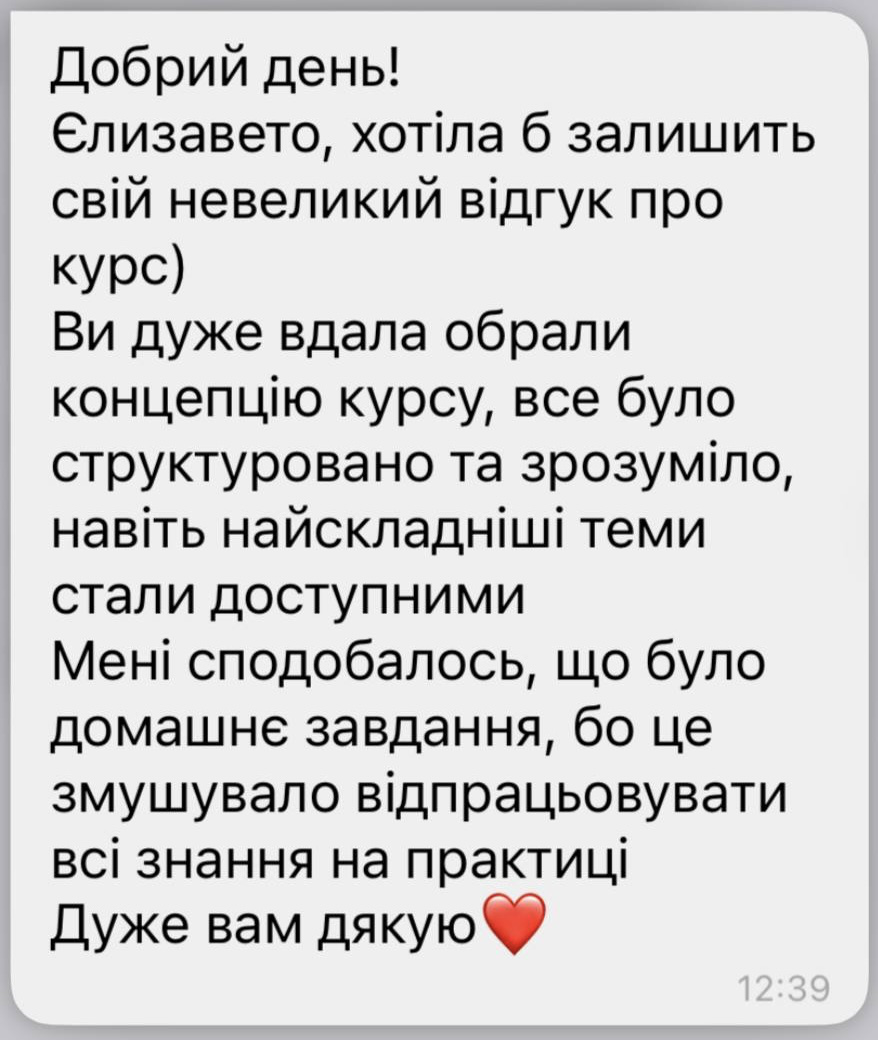 Добрий день!
Єлизавето, хотіла б залишить
свій невеликий відгук про
курс)
Ви дуже вдала обрали
концепцію курсу, все було
структуровано та зрозуміло,
навіть найскладніші теми
стали доступними
Мені сподобалось, що було
домашнє завдання, бо це
змушувало відпрацьовувати
всі знання на практиці
Дуже вам дякую❤️
12:39